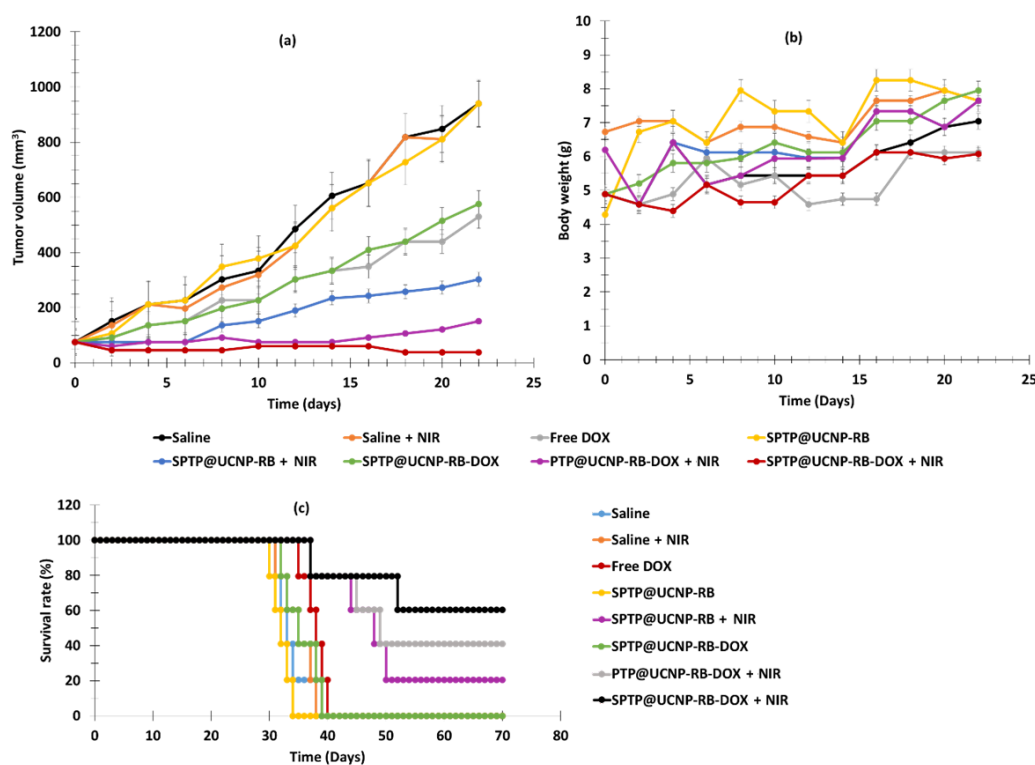 (a)
1200
1000
800
600
400
200
0
Tumor volume (mm³)
0 5 10 15 20 25
Time (days)
(b)
10
9
8
7
6
5
4
3
2
1
0
Body weight (g)
0 5 10 15 20 25
Time (Days)
Saline Saline + NIR Free DOX SPTP@UCNP-RB
SPTP@UCNP-RB + NIR SPTP@UCNP-RB-DOX PTP@UCNP-RB-DOX + NIR SPTP@UCNP-RB-DOX + NIR
(c)
120
100
80
60
40
20
0
Survival rate (%)
0 10 20 30 40 50 60 70 80
Time (Days)
Saline
Saline + NIR
Free DOX
SPTP@UCNP-RB
SPTP@UCNP-RB + NIR
SPTP@UCNP-RB-DOX
PTP@UCNP-RB-DOX + NIR
SPTP@UCNP-RB-DOX + NIR